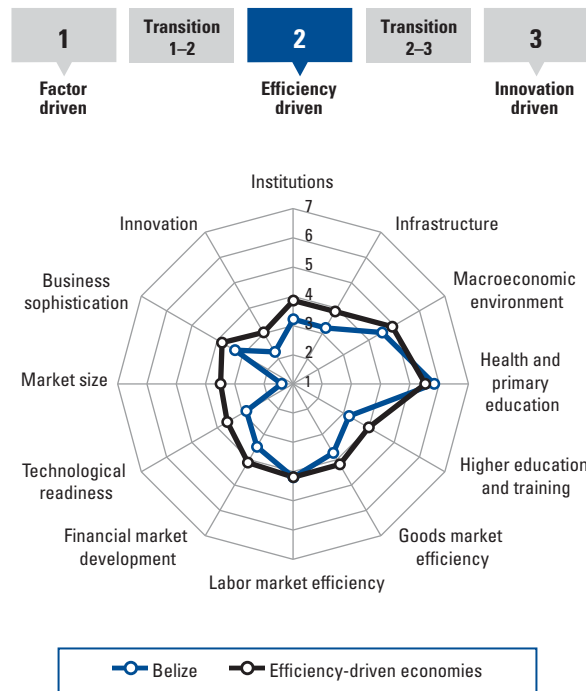 1
Transition
1–2
2
Transition
2–3
3
Factor
driven
Efficiency
driven
Innovation
driven
Institutions
7
6
5
4
3
2
1
Infrastructure
Macroeconomic
environment
Health and
primary
education
Higher education
and training
Goods market
efficiency
Labor market efficiency
Financial market
development
Technological
readiness
Market size
Business
sophistication
Innovation
Belize
Efficiency-driven economies